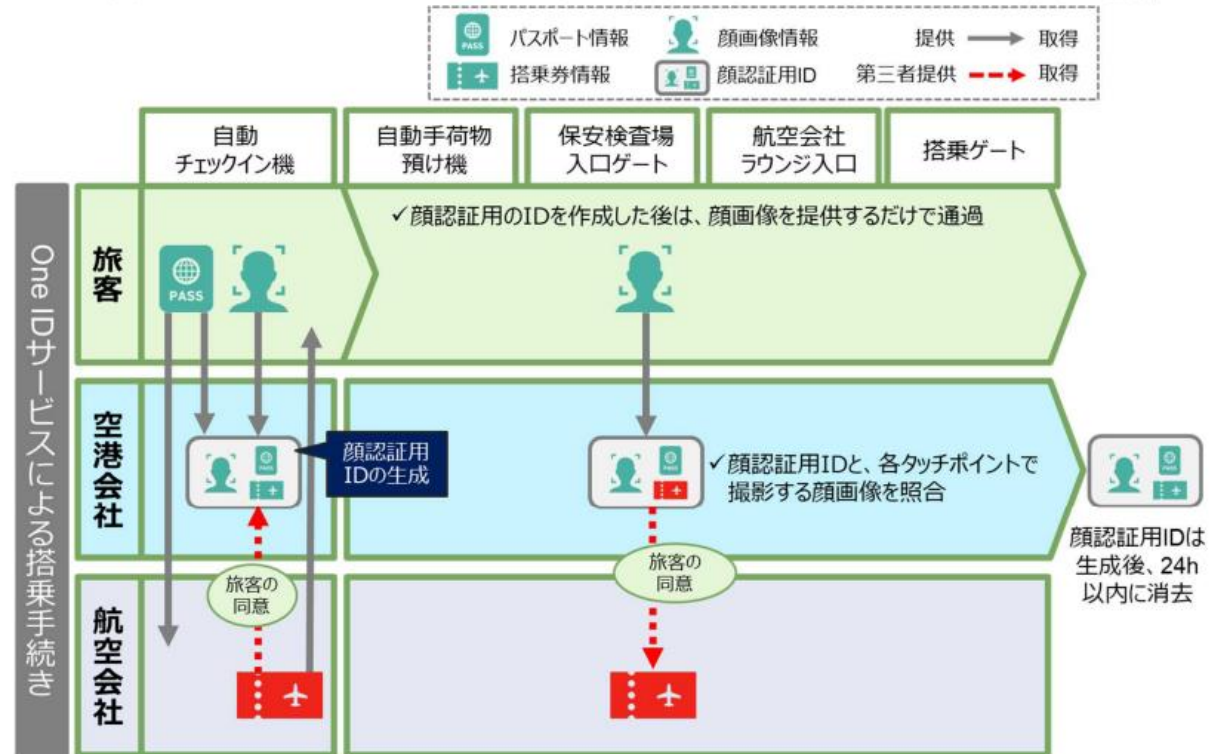 パスポート情報
顔画像情報
提供
取得
PASS
搭乗券情報
顔認証用ID
第三者提供
取得
自動
チェックイン機
自動手荷物
預け機
保安検査場
入口ゲート
航空会社
ラウンジ入口
搭乗ゲート
One IDサービスによる搭乗手続き
旅客
✓顔認証用のIDを作成した後は、顔画像を提供するだけで通過
PASS
空港会社
顔認証用
IDの生成
✓顔認証用IDと、各タッチポイントで
撮影する顔画像を照合
顔認証用IDは
生成後、24h
以内に消去
旅客の
同意
旅客の
同意
航空会社